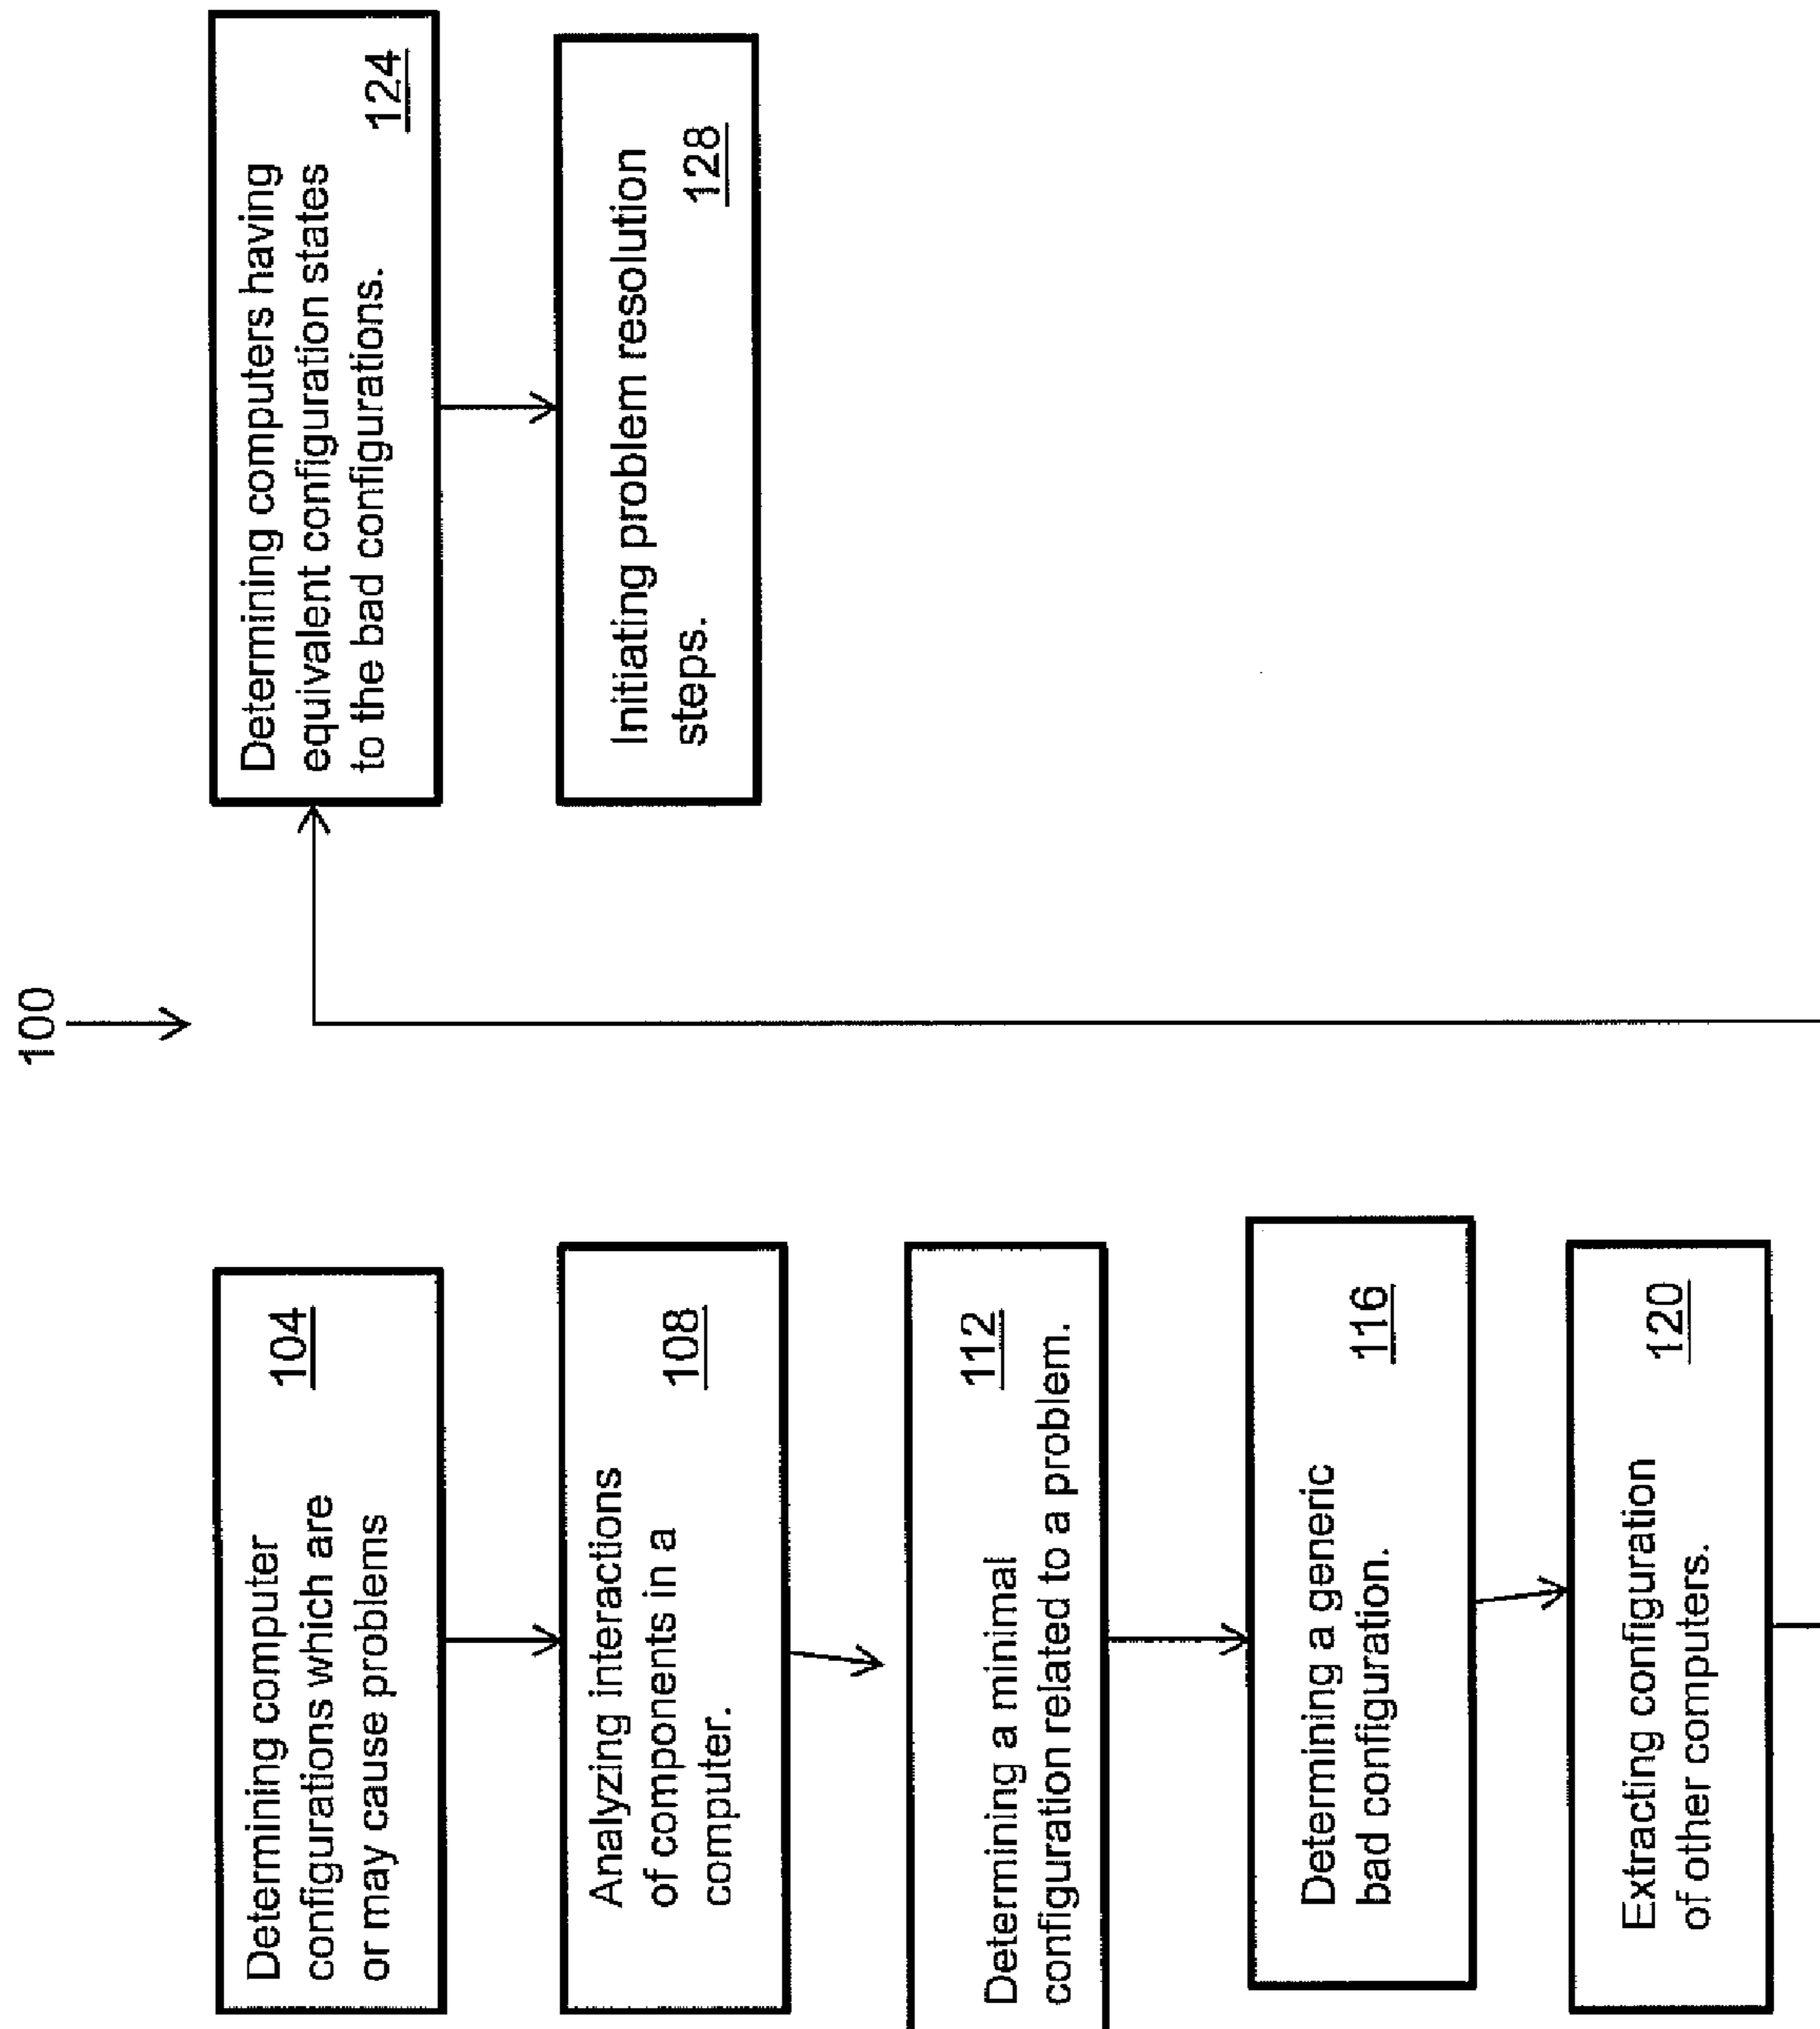 100
Determining computer
configurations which are
or may cause problems
104
Analyzing interactions
of components in a
computer.
108
Determining a minimal
configuration related to a problem.
112
Determining a generic
bad configuration.
116
Extracting configuration
of other computers.
120
Determining computers having
equivalent configuration states
to the bad configurations.
124
Initiating problem resolution
steps.
128